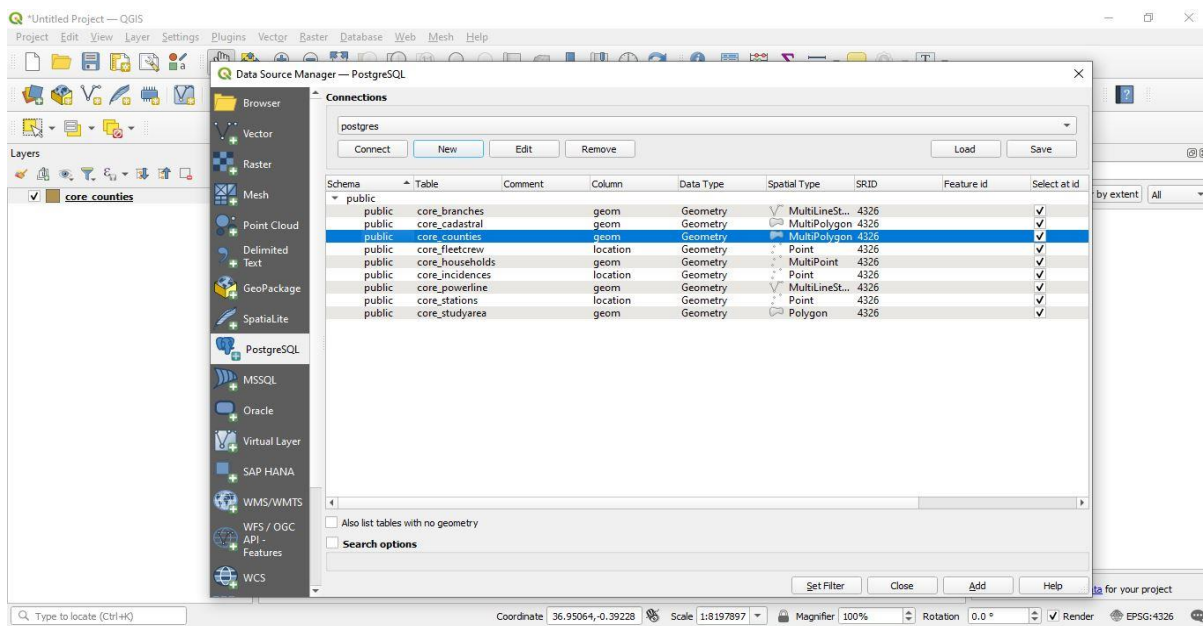 *Untitled Project — QGIS
Project Edit View Layer Settings Plugins Vector Raster Database Web Mesh Help
Data Source Manager — PostgreSQL
Layers
core_counties
Browser
Vector
Raster
Mesh
Point Cloud
Delimited
Text
GeoPackage
SpatiaLite
PostgreSQL
MSSQL
Oracle
Virtual Layer
SAP HANA
WMS/WMTS
WFS / OGC
API -
Features
WCS
Connections
postgres
Connect New Edit Remove Load Save
Schema Table Comment Column Data Type Spatial Type SRID Feature id Select at id
public
public core_branches geom Geometry MultiLineSt... 4326
public core_cadastral geom Geometry MultiPolygon 4326
public core_counties geom Geometry MultiPolygon 4326
public core_fleetcrew location Geometry Point 4326
public core_households geom Geometry MultiPoint 4326
public core_incidences location Geometry Point 4326
public core_powerline geom Geometry MultiLineSt... 4326
public core_stations location Geometry Point 4326
public core_studyarea geom Geometry Polygon 4326
Also list tables with no geometry
Search options
Set Filter Close Add Help
by extent All
for your project
Type to locate (Ctrl+K) Coordinate 36.95064,-0.39228 Scale 1:8197897 Magnifier 100% Rotation 0.0 ° Render EPSG:4326